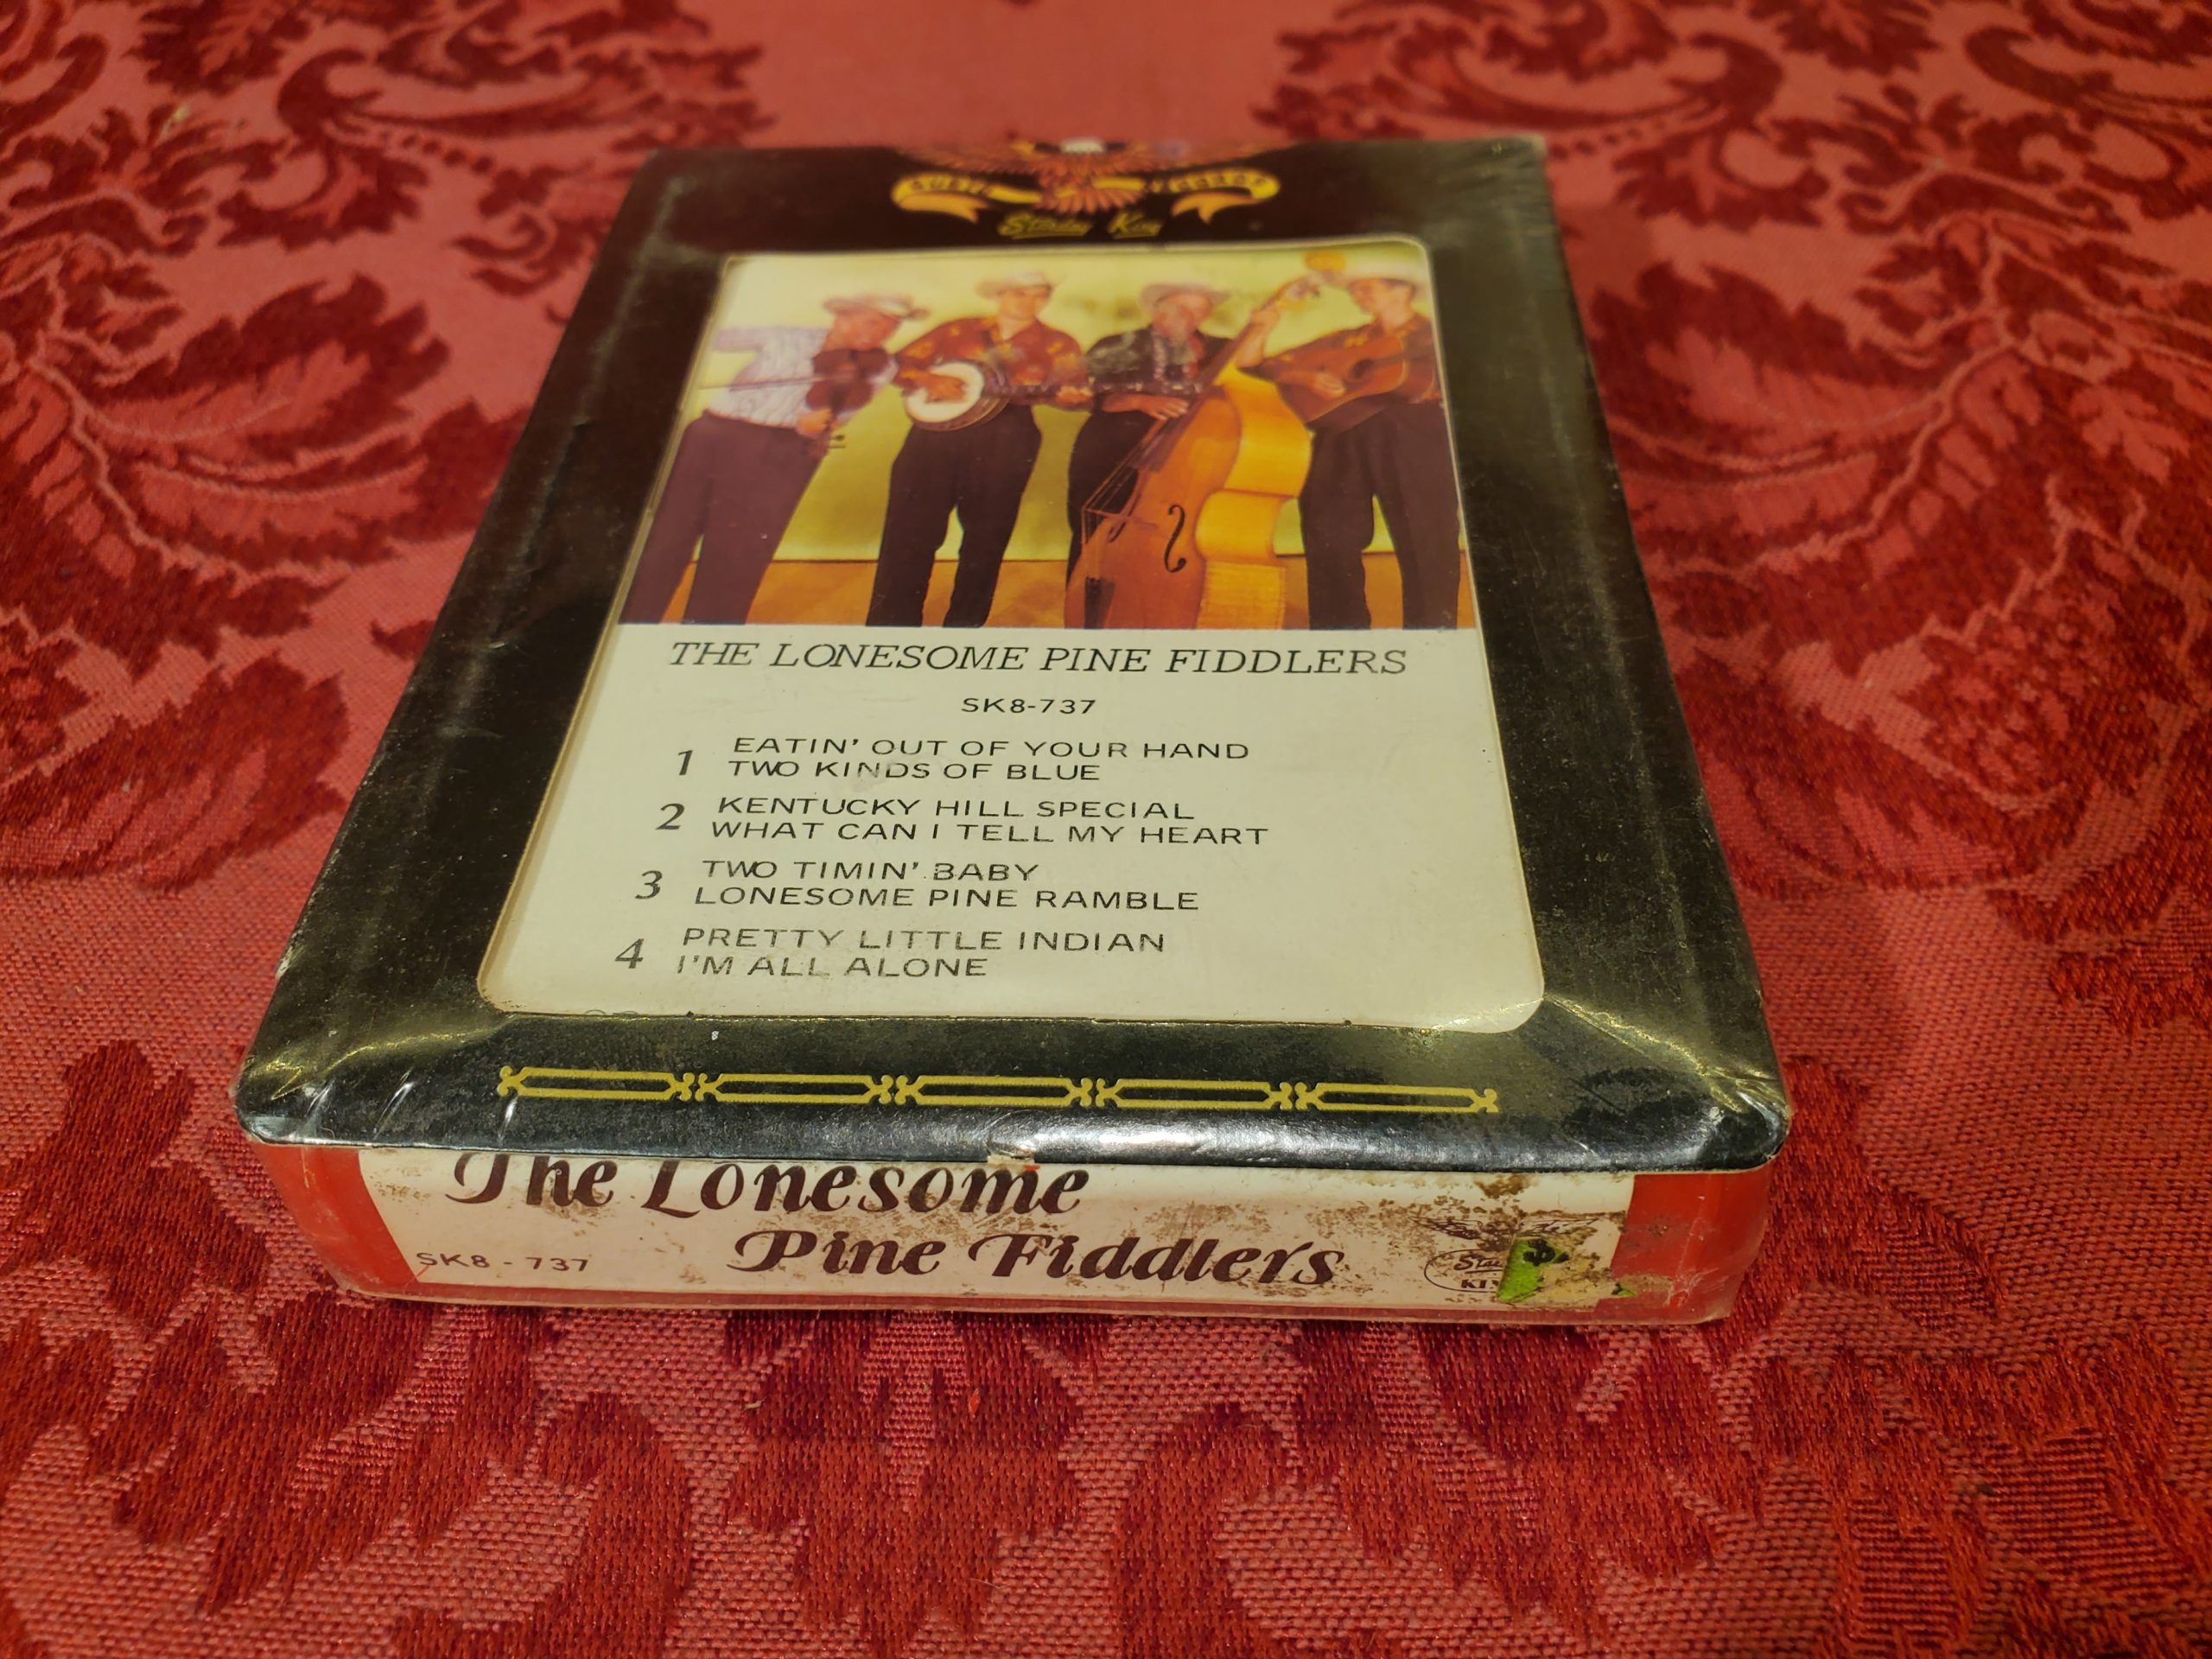 Starday King
THE LONESOME PINE FIDDLERS
SK8-737
1 EATIN' OUT OF YOUR HAND
TWO KINDS OF BLUE
2 KENTUCKY HILL SPECIAL
WHAT CAN I TELL MY HEART
3 TWO TIMIN' BABY
LONESOME PINE RAMBLE
4 PRETTY LITTLE INDIAN
I'M ALL ALONE
The Lonesome
Pine Fiddlers
SK8-737